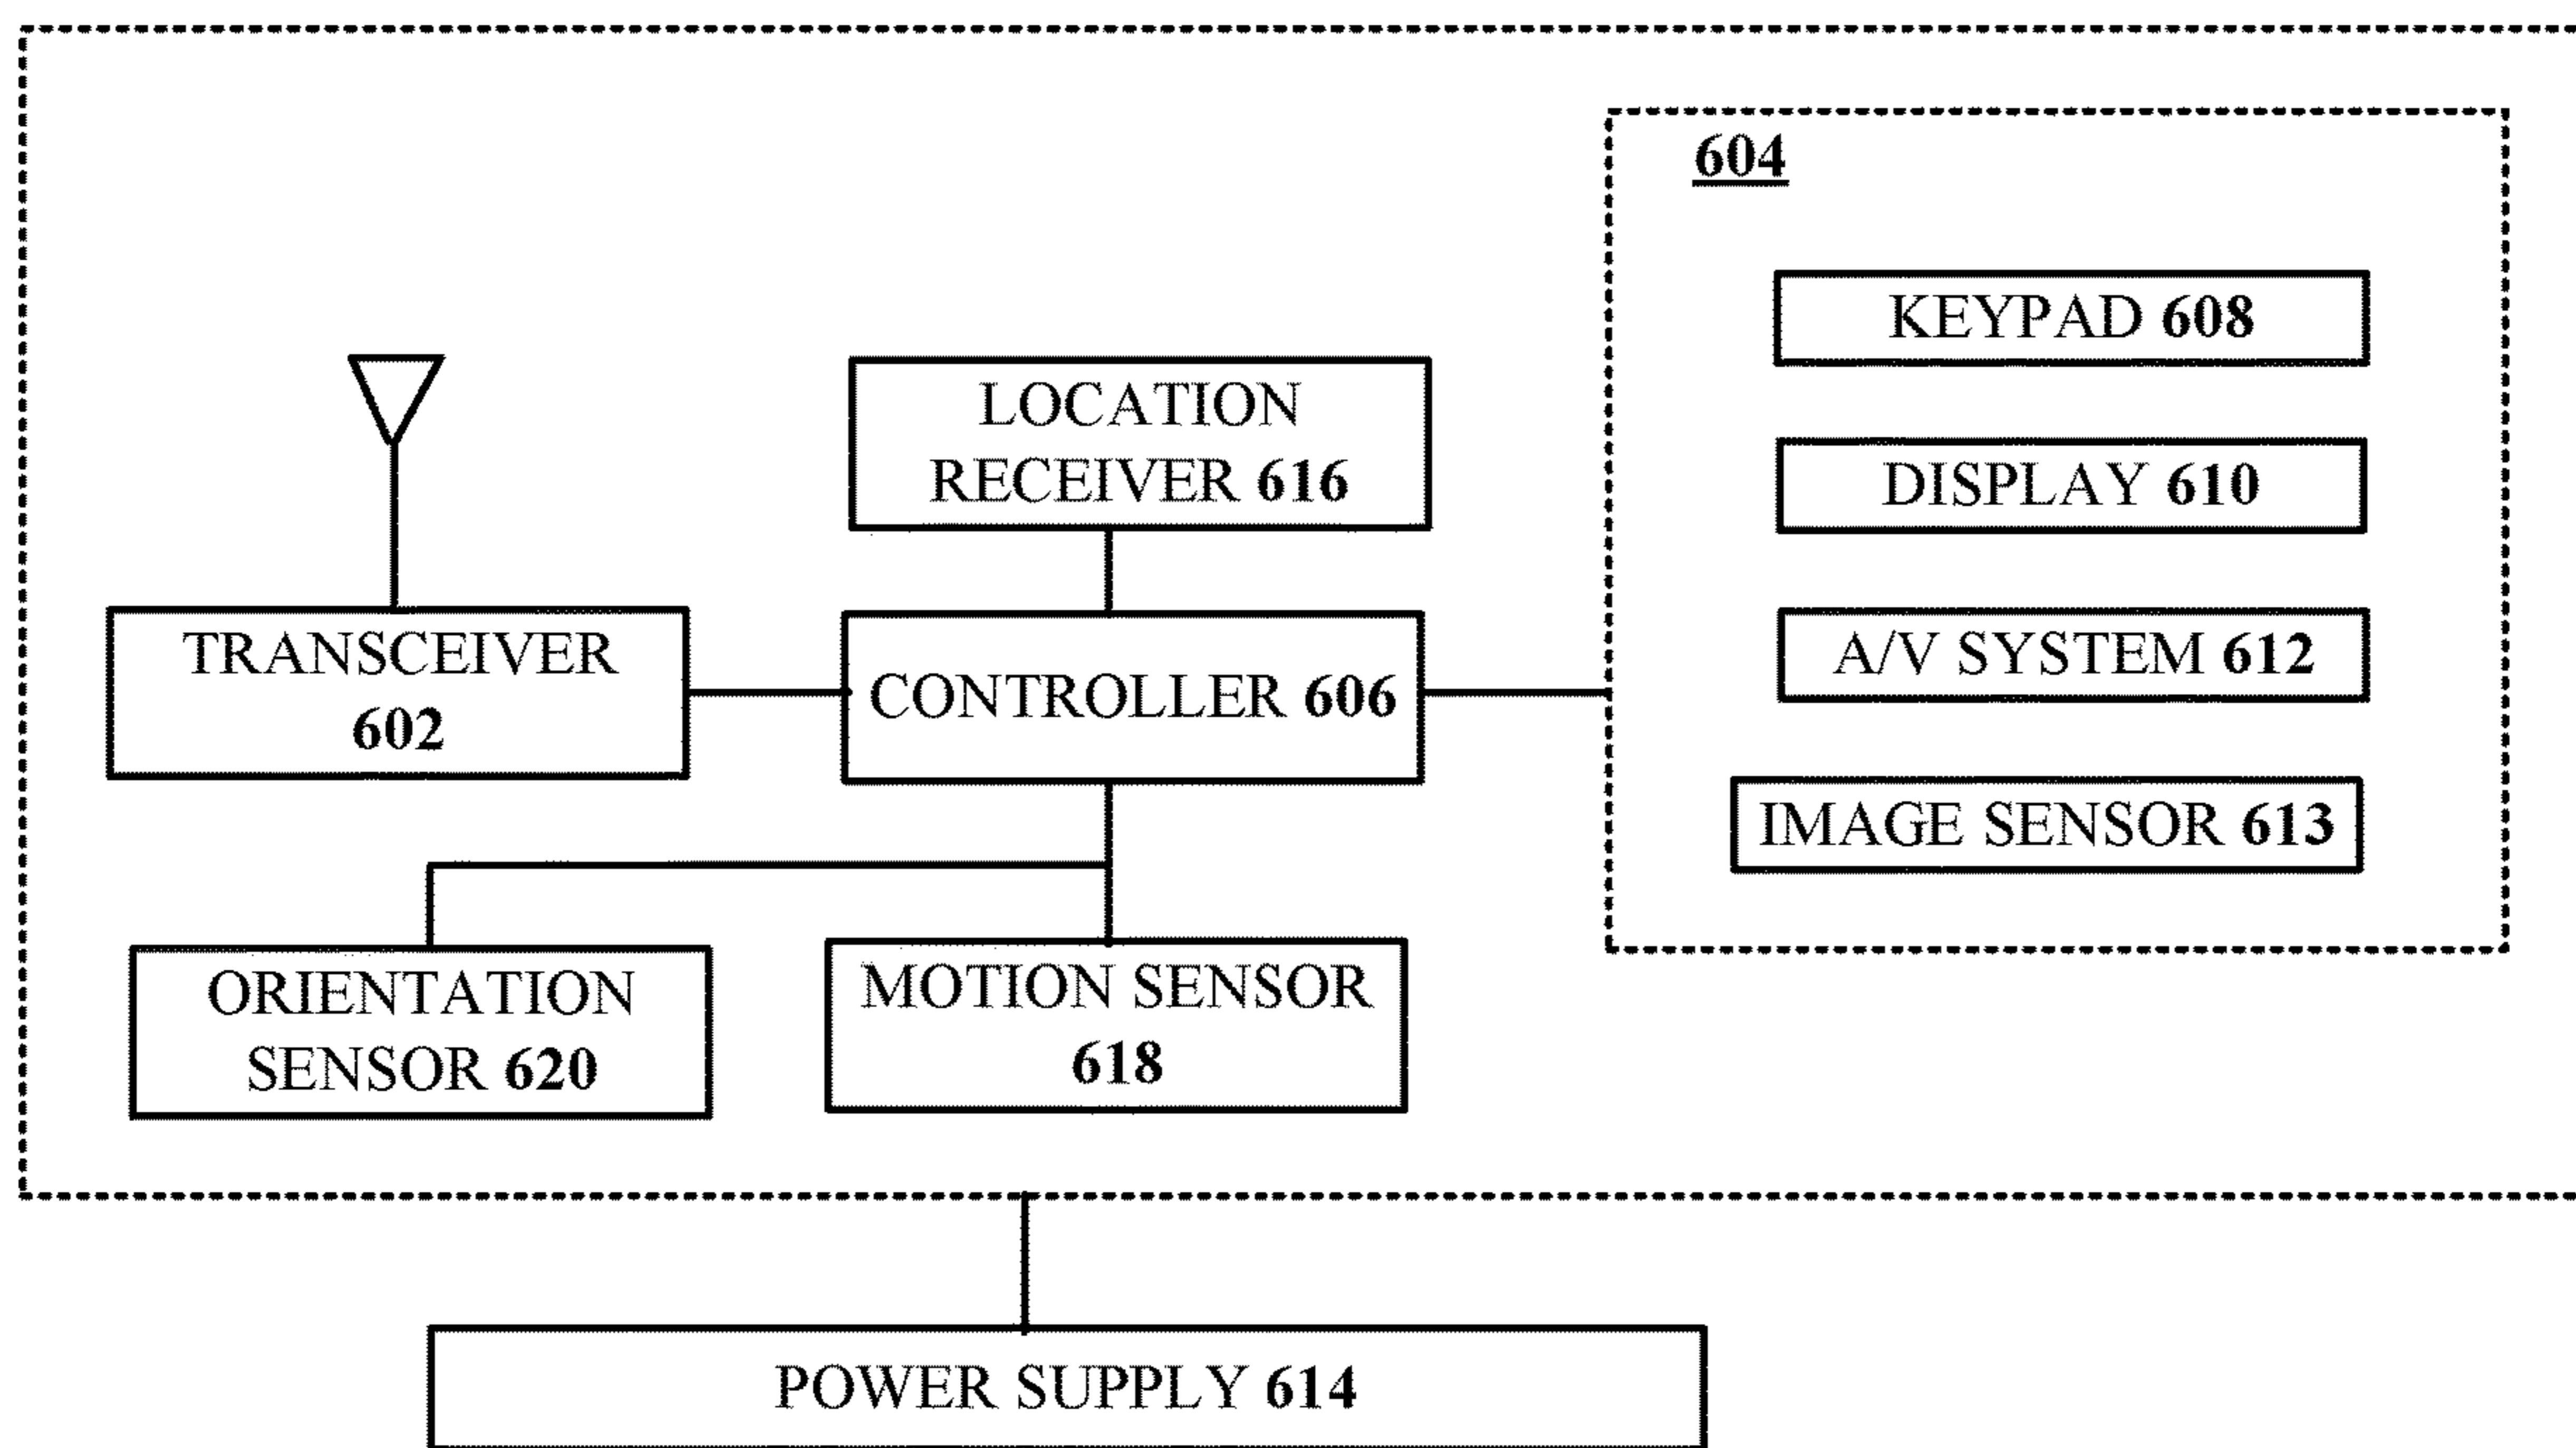 604
KEYPAD 608
DISPLAY 610
A/V SYSTEM 612
IMAGE SENSOR 613
LOCATION
RECEIVER 616
TRANSCEIVER
602
CONTROLLER 606
ORIENTATION
SENSOR 620
MOTION SENSOR
618
POWER SUPPLY 614